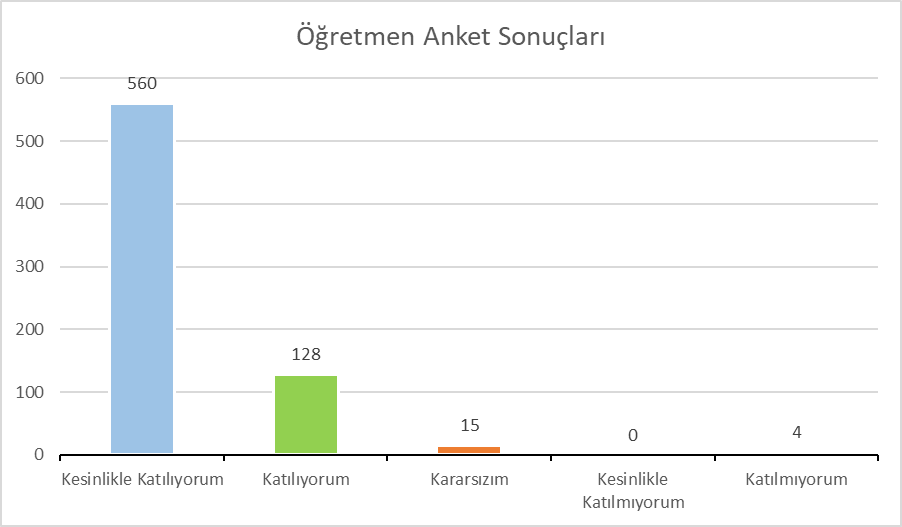 Öğretmen Anket Sonuçları
600
500
400
300
200
100
0
560
128
15
0
4
Kesinlikle Katılıyorum
Katılıyorum
Kararsızım
Kesinlikle
Katılmıyorum
Katılmıyorum